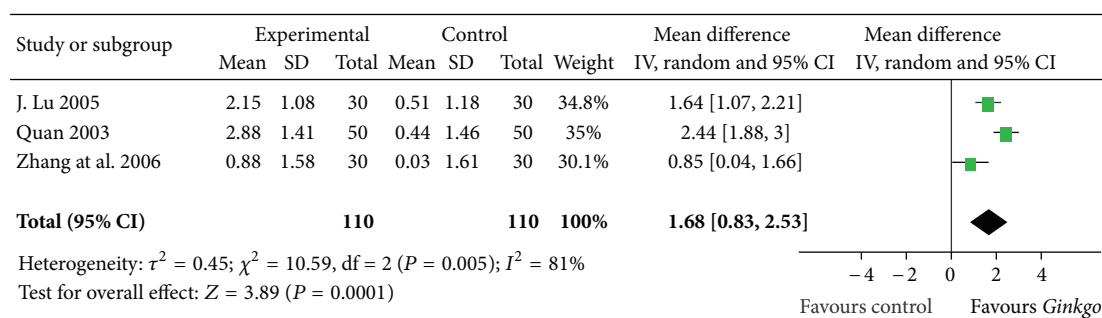 Study or subgroup Experimental Control Mean difference Mean difference
Mean SD Total Mean SD Total Weight IV, random and 95% CI IV, random and 95% CI
J. Lu 2005 2.15 1.08 30 0.51 1.18 30 34.8% 1.64 [1.07, 2.21]
Quan 2003 2.88 1.41 50 0.44 1.46 50 35% 2.44 [1.88, 3]
Zhang at al. 2006 0.88 1.58 30 0.03 1.61 30 30.1% 0.85 [0.04, 1.66]
Total (95% CI) 110 110 100% 1.68 [0.83, 2.53]
Heterogeneity: τ² = 0.45; χ² = 10.59, df = 2 (P = 0.005); I² = 81%
Test for overall effect: Z = 3.89 (P = 0.0001)
−4 −2 0 2 4
Favours control Favours Ginkgo